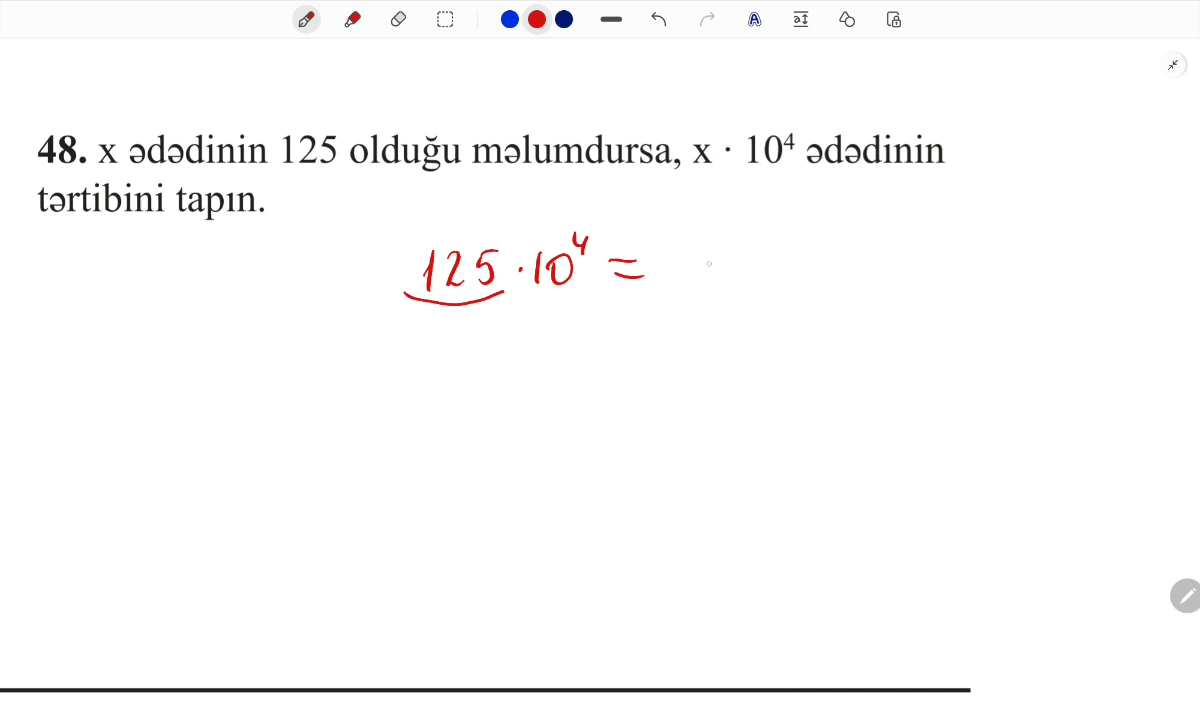 48. x ədədinin 125 olduğu məlumdursa, x · 10⁴ ədədinin
tərtibini tapın.
125 · 10⁴ =